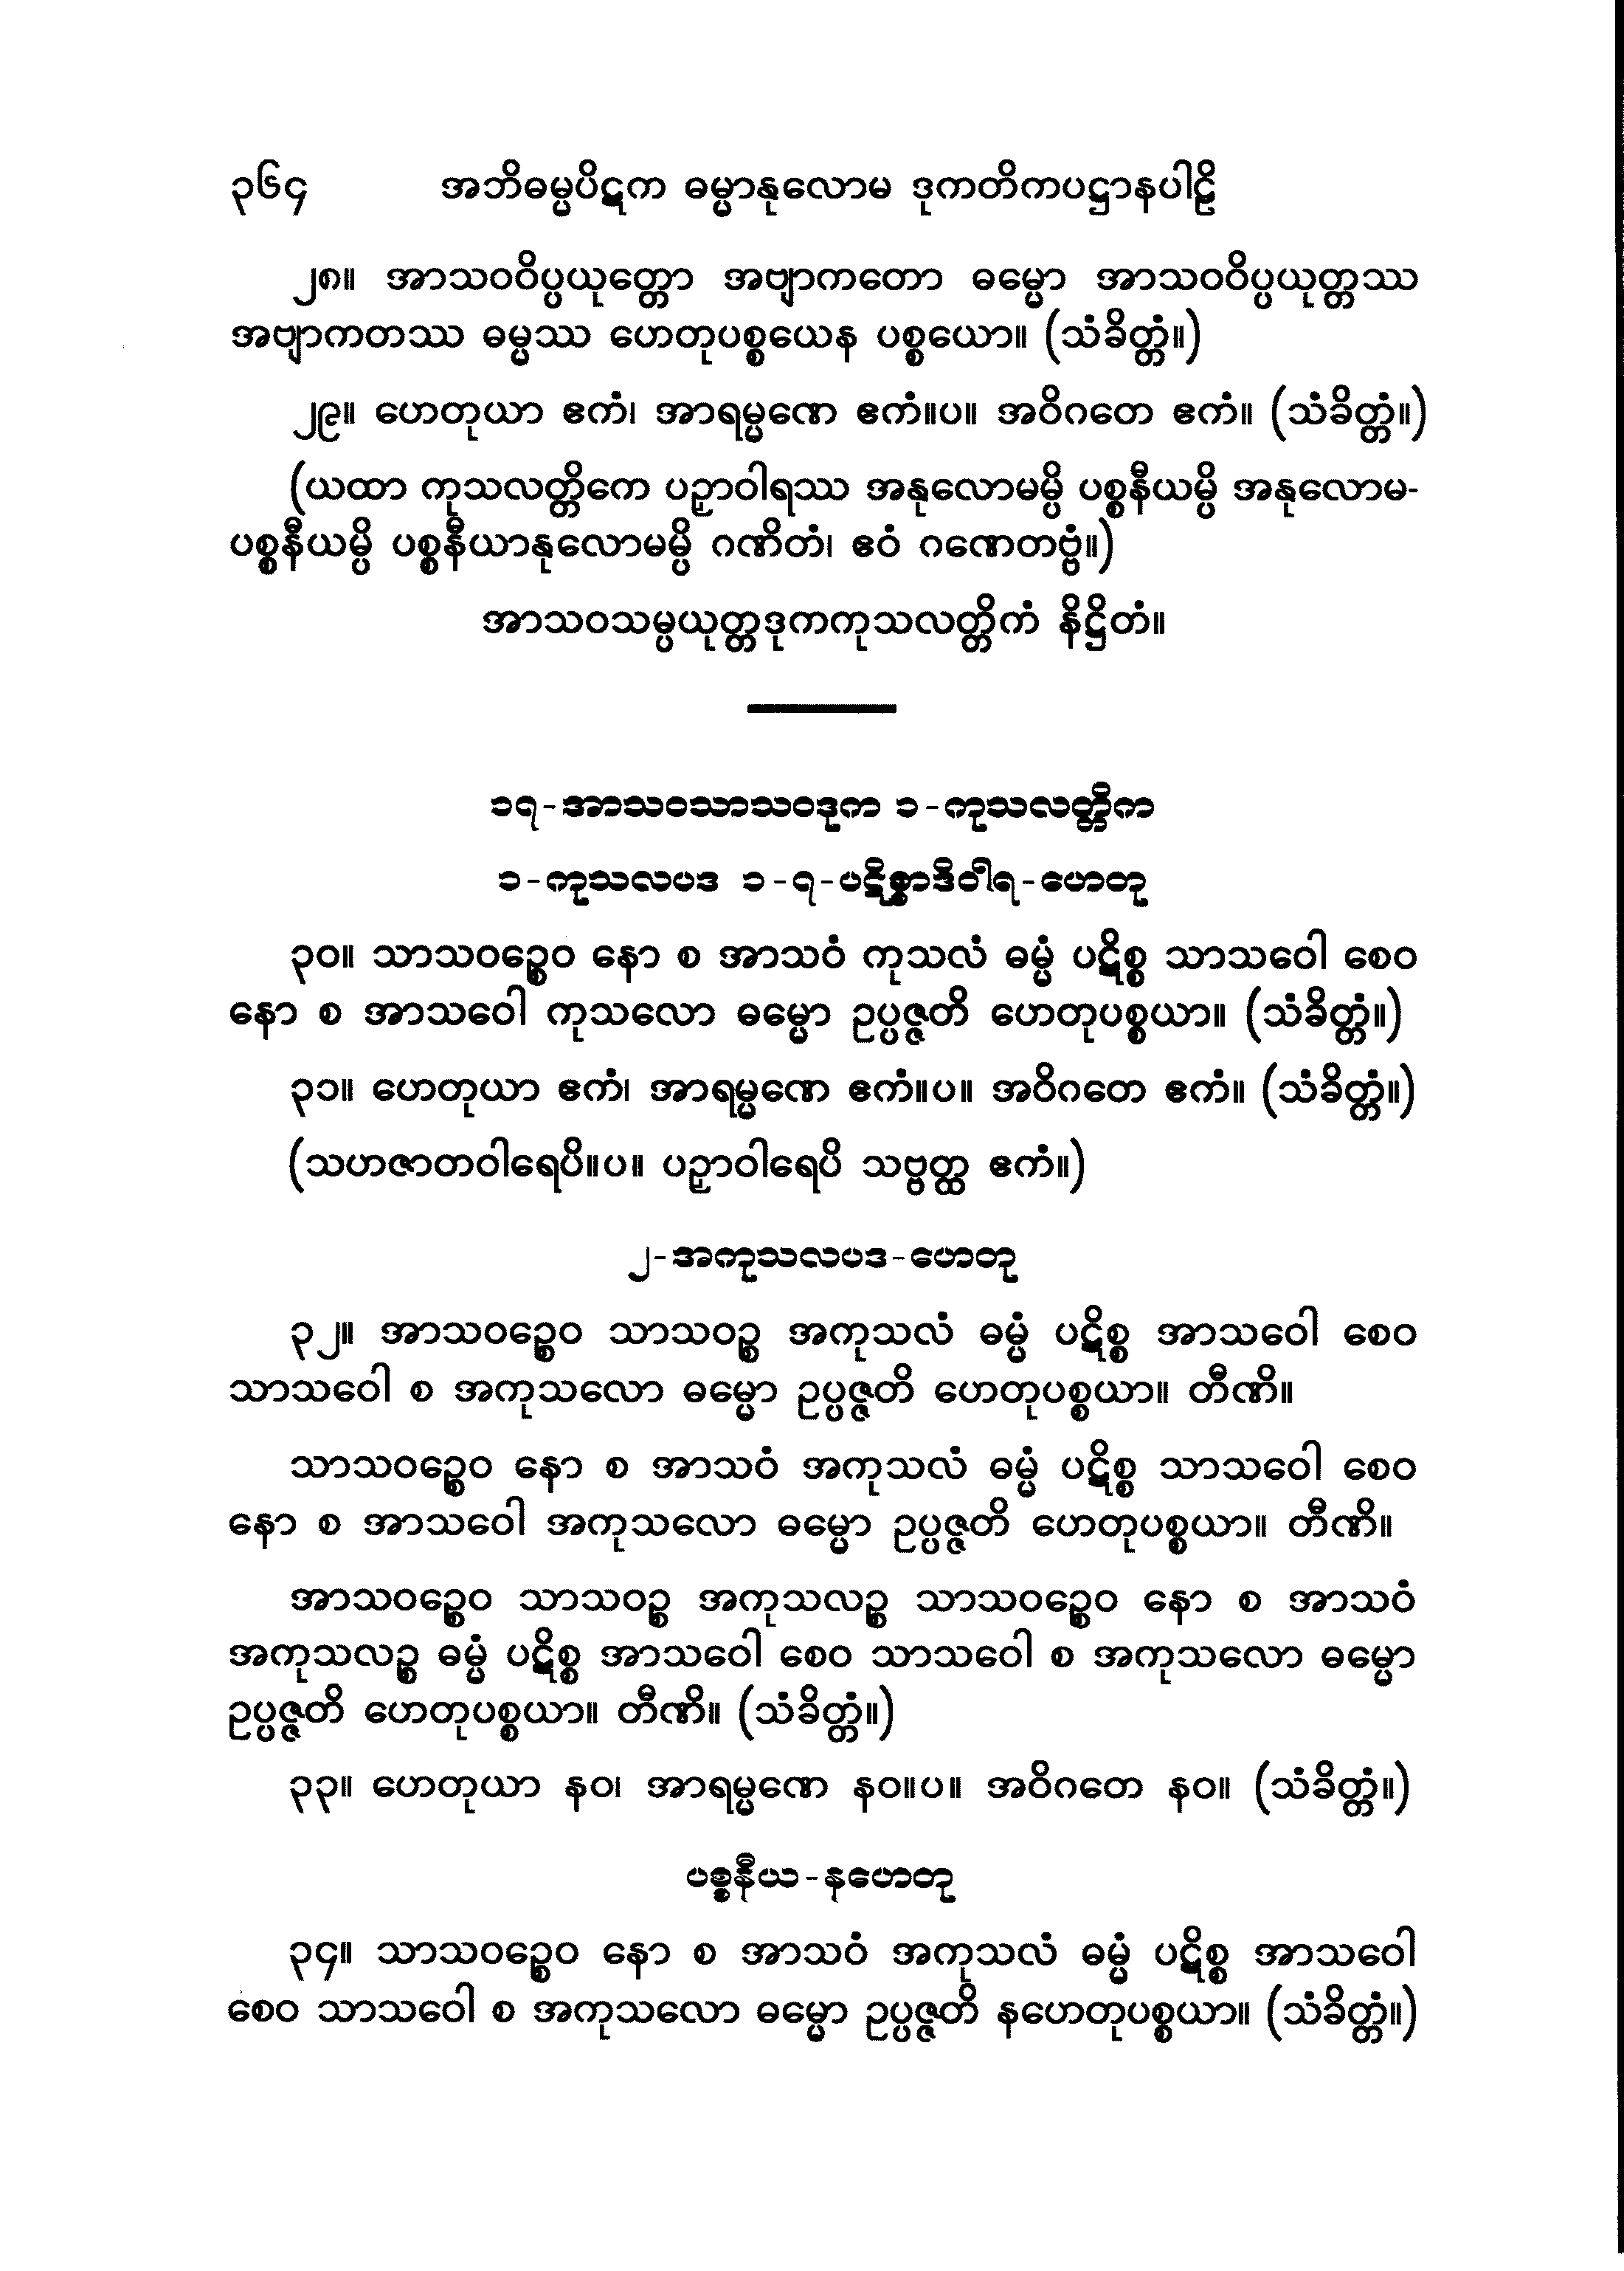 ၃၆၄ အဘိဓမ္မပိဋက ဓမ္မာနုလောမ ဒုကတိကပဋ္ဌာနပါဠိ
၂၈။ အာသဝဝိပ္ပယုတ္တော အဗျာကတော ဓမ္မော အာသဝဝိပ္ပယုတ္တဿ
အဗျာကတဿ ဓမ္မဿ ဟေတုပစ္စယေန ပစ္စယော။ (သံခိတ္တံ။)
၂၉။ ဟေတုယာ ဧကံ၊ အာရမ္မဏေ ဧကံ။ပ။ အဝိဂတေ ဧကံ။ (သံခိတ္တံ။)
(ယထာ ကုသလတ္တိကေ ပဉှာဝါရဿ အနုလောမမ္ပိ ပစ္စနီယမ္ပိ အနုလောမ-
ပစ္စနီယမ္ပိ ပစ္စနီယာနုလောမမ္ပိ ဂဏိတံ၊ ဧဝံ ဂဏေတဗ္ဗံ။)
အာသဝသမ္ပယုတ္တဒုကကုသလတ္တိကံ နိဋ္ဌိတံ။
၁၇-အာသဝသာသဝဒုက ၁-ကုသလတ္တိက
၁-ကုသလပဒ ၁-၇-ပဋိစ္စာဒိဝါရ-ဟေတု
၃၀။ သာသဝဉ္စေဝ နော စ အာသဝံ ကုသလံ ဓမ္မံ ပဋိစ္စ သာသဝေါ စေဝ
နော စ အာသဝေါ ကုသလော ဓမ္မော ဥပ္ပဇ္ဇတိ ဟေတုပစ္စယာ။ (သံခိတ္တံ။)
၃၁။ ဟေတုယာ ဧကံ၊ အာရမ္မဏေ ဧကံ။ပ။ အဝိဂတေ ဧကံ။ (သံခိတ္တံ။)
(သဟဇာတဝါရေပိ။ပ။ ပဉှာဝါရေပိ သဗ္ဗတ္ထ ဧကံ။)
၂-အကုသလပဒ-ဟေတု
၃၂။ အာသဝဉ္စေဝ သာသဝဉ္စ အကုသလံ ဓမ္မံ ပဋိစ္စ အာသဝေါ စေဝ
သာသဝေါ စ အကုသလော ဓမ္မော ဥပ္ပဇ္ဇတိ ဟေတုပစ္စယာ။ တီဏိ။
သာသဝဉ္စေဝ နော စ အာသဝံ အကုသလံ ဓမ္မံ ပဋိစ္စ သာသဝေါ စေဝ
နော စ အာသဝေါ အကုသလော ဓမ္မော ဥပ္ပဇ္ဇတိ ဟေတုပစ္စယာ။ တီဏိ။
အာသဝဉ္စေဝ သာသဝဉ္စ အကုသလဉ္စ သာသဝဉ္စေဝ နော စ အာသဝံ
အကုသလဉ္စ ဓမ္မံ ပဋိစ္စ အာသဝေါ စေဝ သာသဝေါ စ အကုသလော ဓမ္မော
ဥပ္ပဇ္ဇတိ ဟေတုပစ္စယာ။ တီဏိ။ (သံခိတ္တံ။)
၃၃။ ဟေတုယာ နဝ၊ အာရမ္မဏေ နဝ။ပ။ အဝိဂတေ နဝ။ (သံခိတ္တံ။)
ပစ္စနီယ-နဟေတု
၃၄။ သာသဝဉ္စေဝ နော စ အာသဝံ အကုသလံ ဓမ္မံ ပဋိစ္စ အာသဝေါ
စေဝ သာသဝေါ စ အကုသလော ဓမ္မော ဥပ္ပဇ္ဇတိ နဟေတုပစ္စယာ။ (သံခိတ္တံ။)